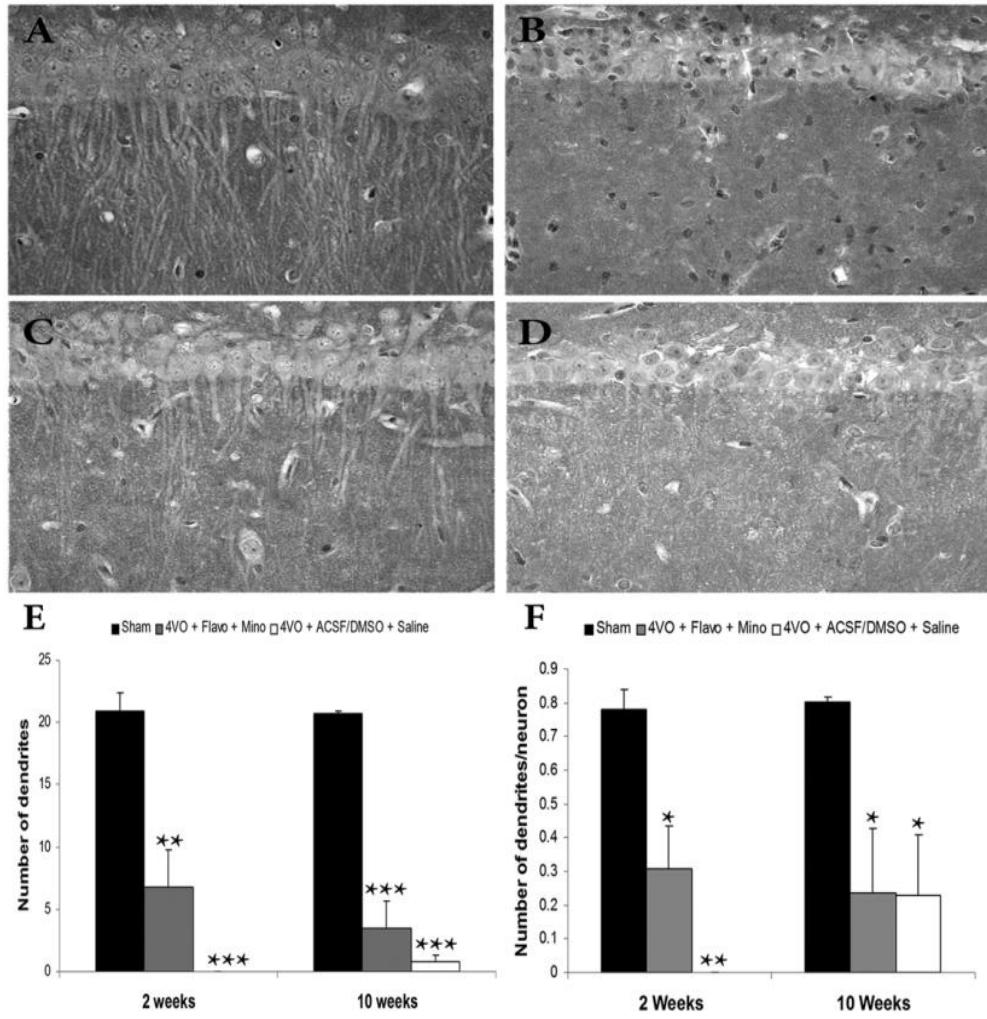 A
B
C
D
E
■Sham ■4VO + Flavo + Mino □4VO + ACSF/DMSO + Saline
Number of dendrites
25
20
15
10
5
0
★★
★★★
★★★
★★★
2 weeks
10 weeks
F
■Sham ■4VO + Flavo + Mino □4VO + ACSF/DMSO + Saline
Number of dendrites/neuron
0.9
0.8
0.7
0.6
0.5
0.4
0.3
0.2
0.1
0
★
★★
★
★
2 Weeks
10 Weeks